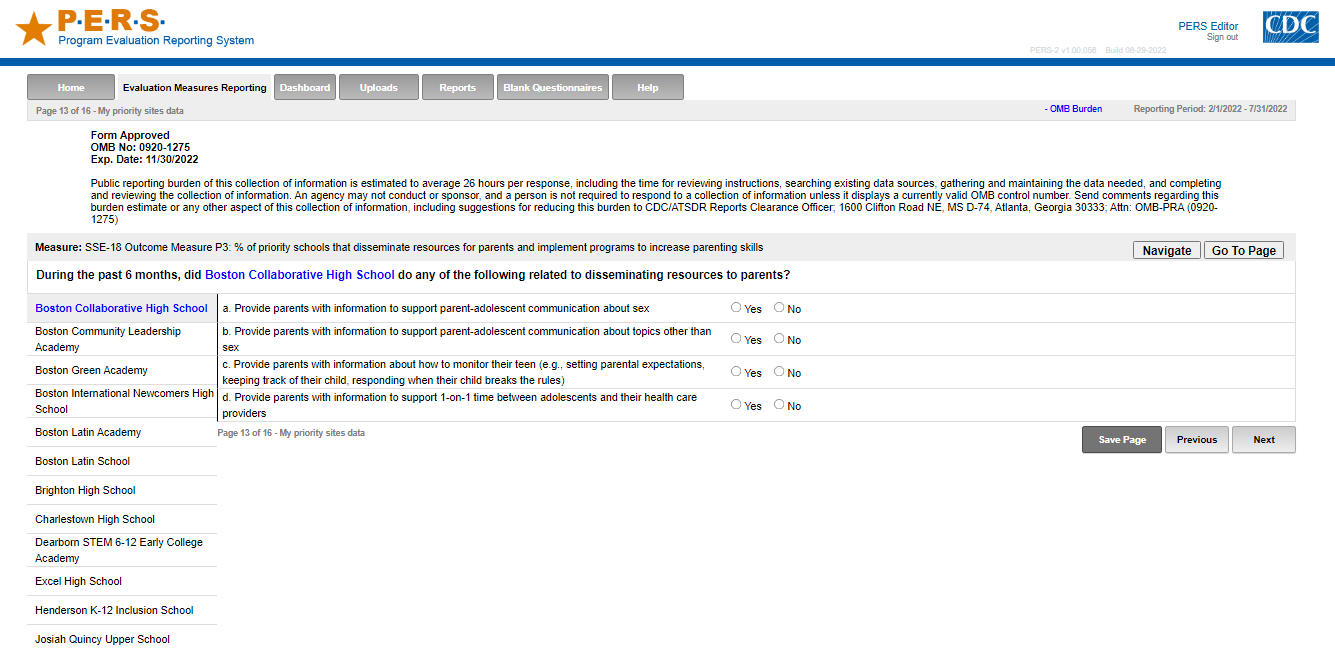 P·E·R·S·
Program Evaluation Reporting System
PERS Editor
Sign out
CDC
PERS-2 v1.00.056 Build 08-29-2022
Home Evaluation Measures Reporting Dashboard Uploads Reports Blank Questionnaires Help
Page 13 of 16 - My priority sites data - OMB Burden Reporting Period: 2/1/2022 - 7/31/2022
Form Approved
OMB No: 0920-1275
Exp. Date: 11/30/2022
Public reporting burden of this collection of information is estimated to average 26 hours per response, including the time for reviewing instructions, searching existing data sources, gathering and maintaining the data needed, and completing
and reviewing the collection of information. An agency may not conduct or sponsor, and a person is not required to respond to a collection of information unless it displays a currently valid OMB control number. Send comments regarding this
burden estimate or any other aspect of this collection of information, including suggestions for reducing this burden to CDC/ATSDR Reports Clearance Officer; 1600 Clifton Road NE, MS D-74, Atlanta, Georgia 30333; Attn: OMB-PRA (0920-
1275)
Measure: SSE-18 Outcome Measure P3: % of priority schools that disseminate resources for parents and implement programs to increase parenting skills
Navigate Go To Page
During the past 6 months, did Boston Collaborative High School do any of the following related to disseminating resources to parents?
Boston Collaborative High School
Boston Community Leadership
Academy
Boston Green Academy
Boston International Newcomers High
School
Boston Latin Academy
Boston Latin School
Brighton High School
Charlestown High School
Dearborn STEM 6-12 Early College
Academy
Excel High School
Henderson K-12 Inclusion School
Josiah Quincy Upper School
a. Provide parents with information to support parent-adolescent communication about sex Yes No
b. Provide parents with information to support parent-adolescent communication about topics other than
sex Yes No
c. Provide parents with information about how to monitor their teen (e.g., setting parental expectations,
keeping track of their child, responding when their child breaks the rules) Yes No
d. Provide parents with information to support 1-on-1 time between adolescents and their health care
providers Yes No
Page 13 of 16 - My priority sites data
Save Page Previous Next